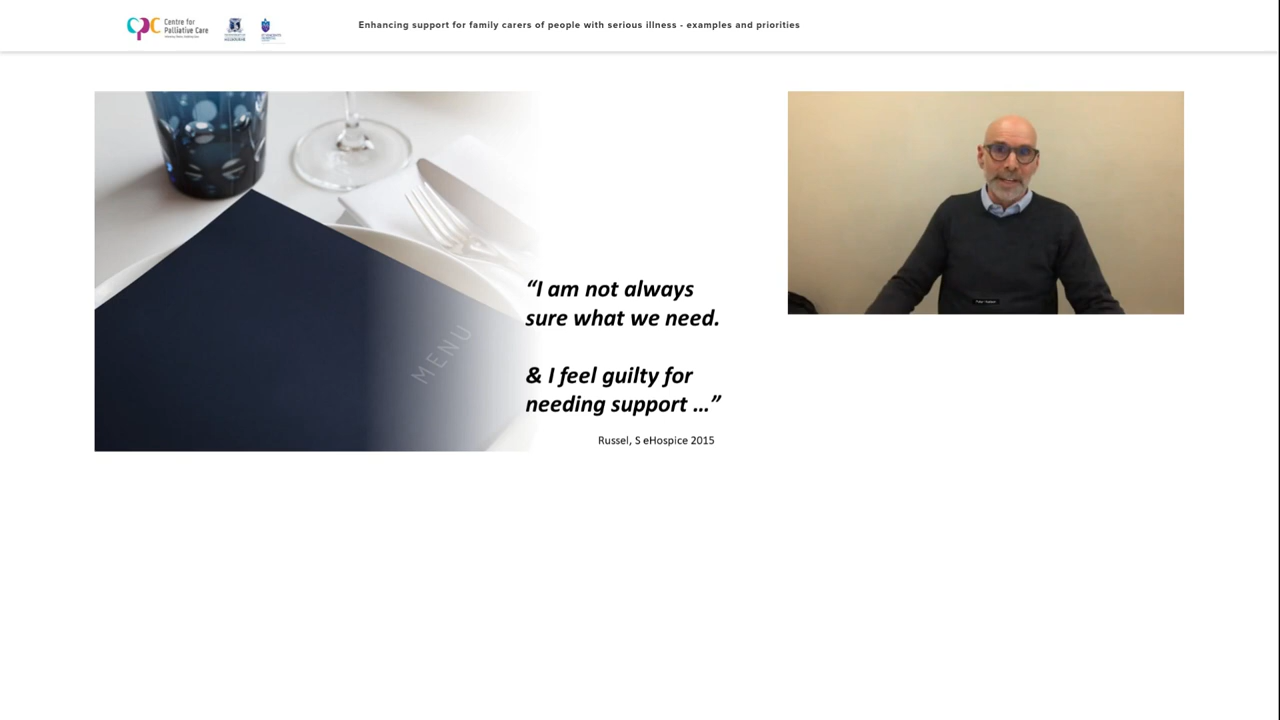 Centre for
Palliative Care
Enhancing support for family carers of people with serious illness - examples and priorities
MENU
“I am not always
sure what we need.
& I feel guilty for
needing support ...”
Russel, S eHospice 2015